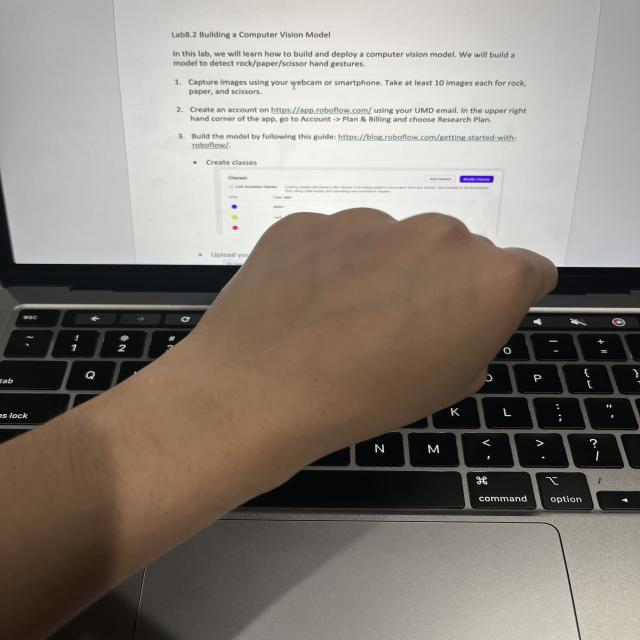 Lab8.2 Building a Computer Vision Model
In this lab, we will learn how to build and deploy a computer vision model. We will build a
model to detect rock/paper/scissor hand gestures.
1. Capture images using your webcam or smartphone. Take at least 10 images each for rock,
paper, and scissors.
2. Create an account on https://app.roboflow.com/ using your UMD email. In the upper right
hand corner of the app, go to Account -> Plan & Billing and choose Research Plan.
3. Build the model by following this guide: https://blog.roboflow.com/getting-started-with-
roboflow/.
• Create classes
Classes
Add Classes
Modify Classes
• Upload
esc
~ ! 1 @ 2 # 0 _ - + =
tab Q P { [ }
lock K L : ; " '
N M < , > . ? /
⌘ command ⌥ option ◀